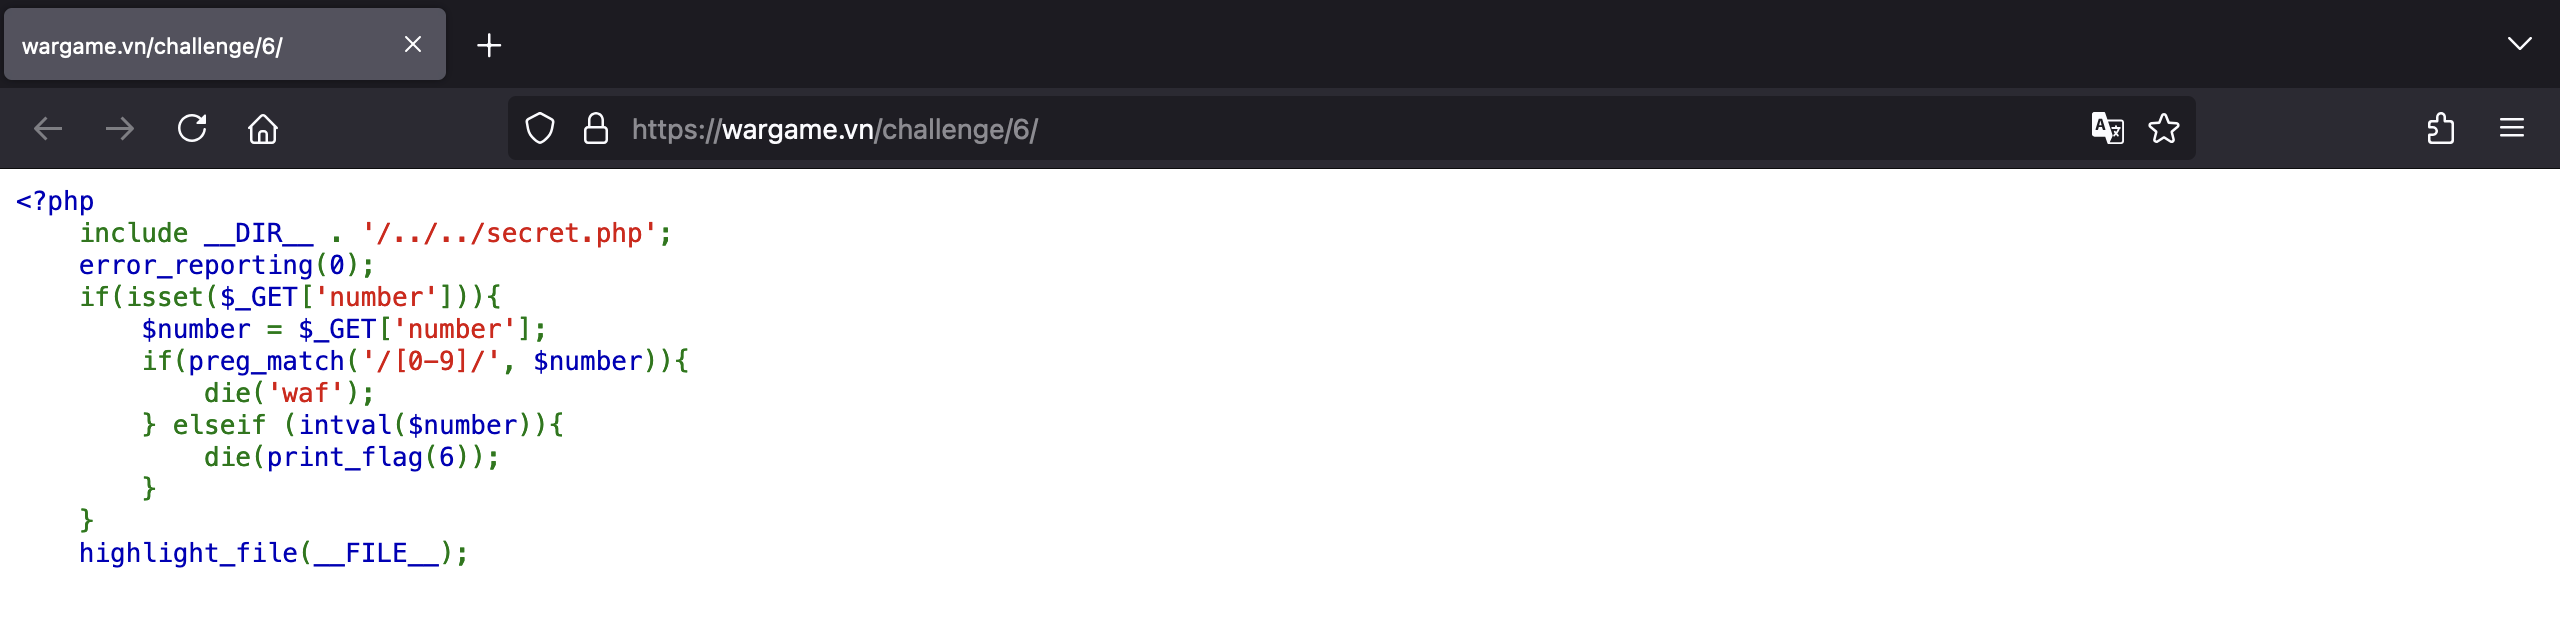 wargame.vn/challenge/6/
https://wargame.vn/challenge/6/
<?php
    include __DIR__ . '/../../secret.php';
    error_reporting(0);
    if(isset($_GET['number'])){
        $number = $_GET['number'];
        if(preg_match('/[0-9]/', $number)){
            die('waf');
        } elseif (intval($number)){
            die(print_flag(6));
        }
    }
    highlight_file(__FILE__);